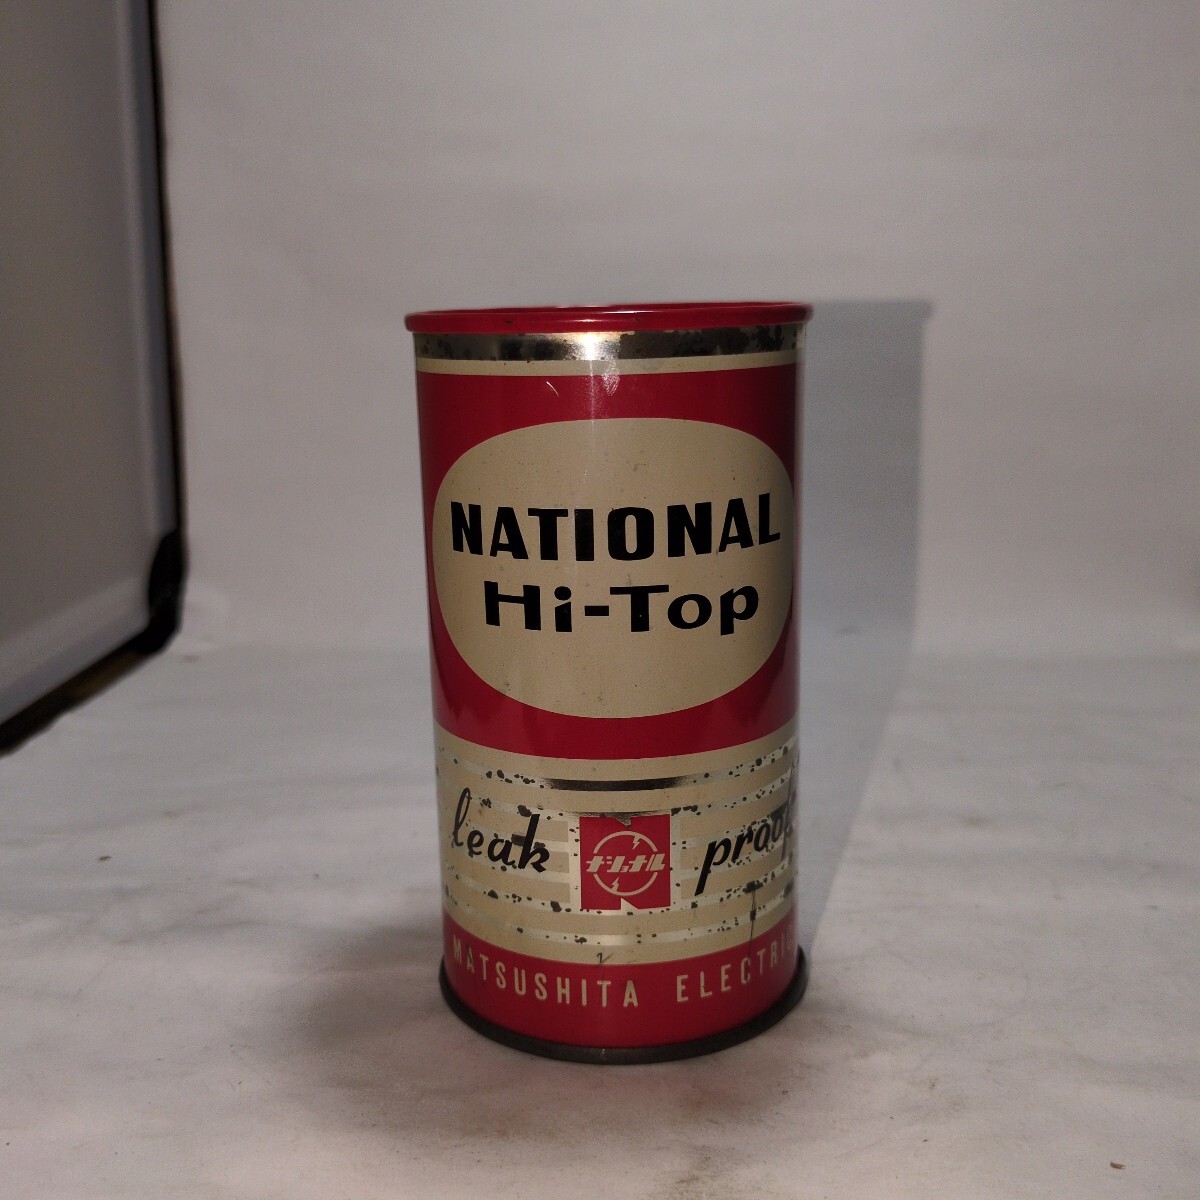 NATIONAL
Hi-Top
leak proof
ナショナル
MATSUSHITA ELECTRIC